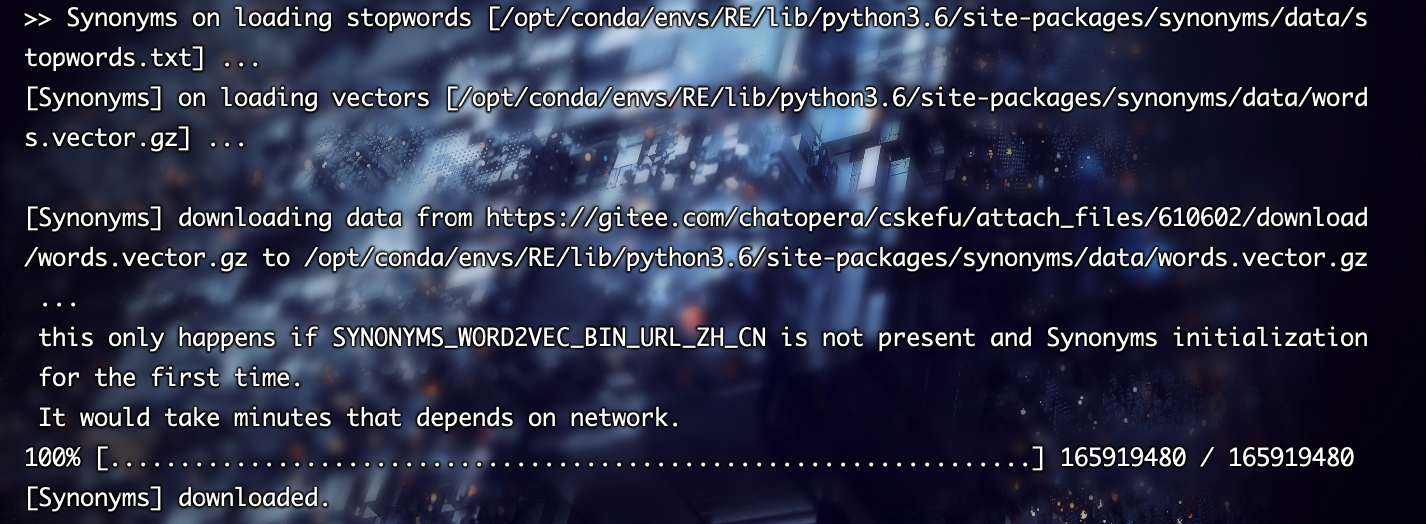 >> Synonyms on loading stopwords [/opt/conda/envs/RE/lib/python3.6/site-packages/synonyms/data/s
topwords.txt] ...
[Synonyms] on loading vectors [/opt/conda/envs/RE/lib/python3.6/site-packages/synonyms/data/word
s.vector.gz] ...
[Synonyms] downloading data from https://gitee.com/chatopera/cskefu/attach_files/610602/download
/words.vector.gz to /opt/conda/envs/RE/lib/python3.6/site-packages/synonyms/data/words.vector.gz
...
this only happens if SYNONYMS_WORD2VEC_BIN_URL_ZH_CN is not present and Synonyms initialization
for the first time.
It would take minutes that depends on network.
100% [..................................................................] 165919480 / 165919480
[Synonyms] downloaded.